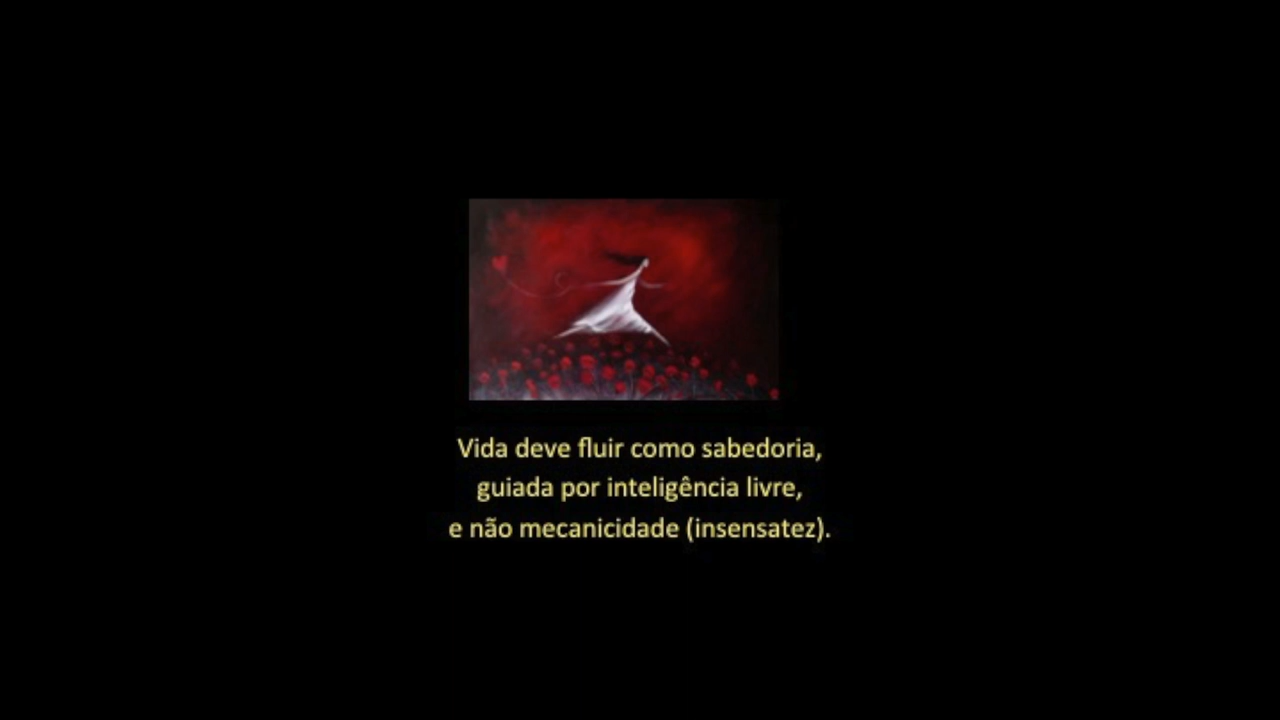 Vida deve fluir como sabedoria,
guiada por inteligência livre,
e não mecanicidade (insensatez).